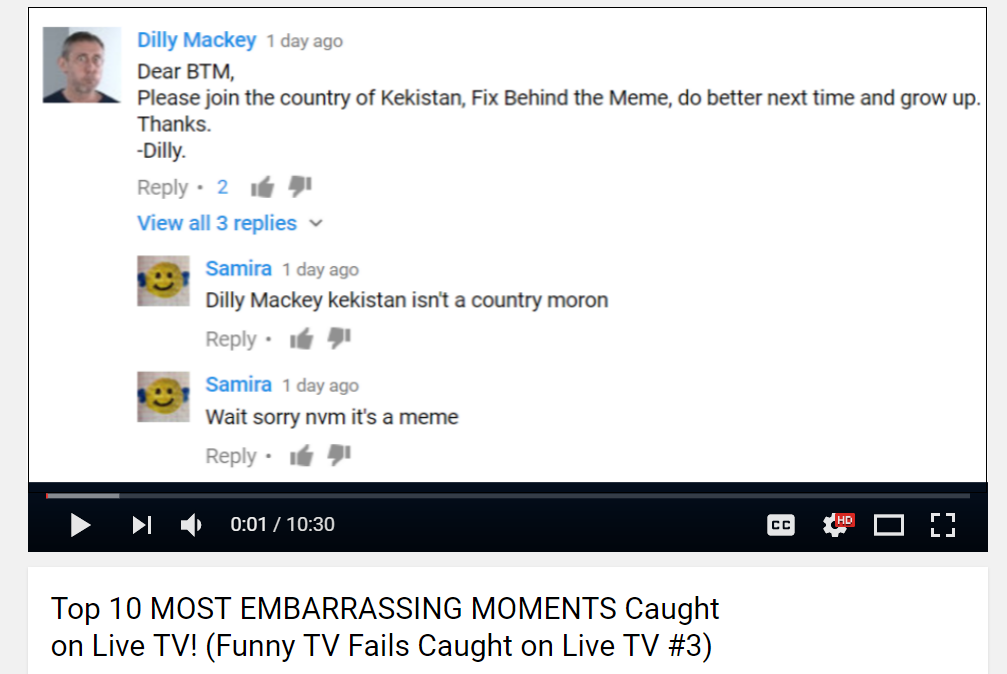 Dilly Mackey 1 day ago
Dear BTM,
Please join the country of Kekistan, Fix Behind the Meme, do better next time and grow up.
Thanks.
-Dilly.
Reply • 2
View all 3 replies
Samira 1 day ago
Dilly Mackey kekistan isn't a country moron
Reply •
Samira 1 day ago
Wait sorry nvm it's a meme
Reply •
0:01 / 10:30 CC HD
Top 10 MOST EMBARRASSING MOMENTS Caught
on Live TV! (Funny TV Fails Caught on Live TV #3)